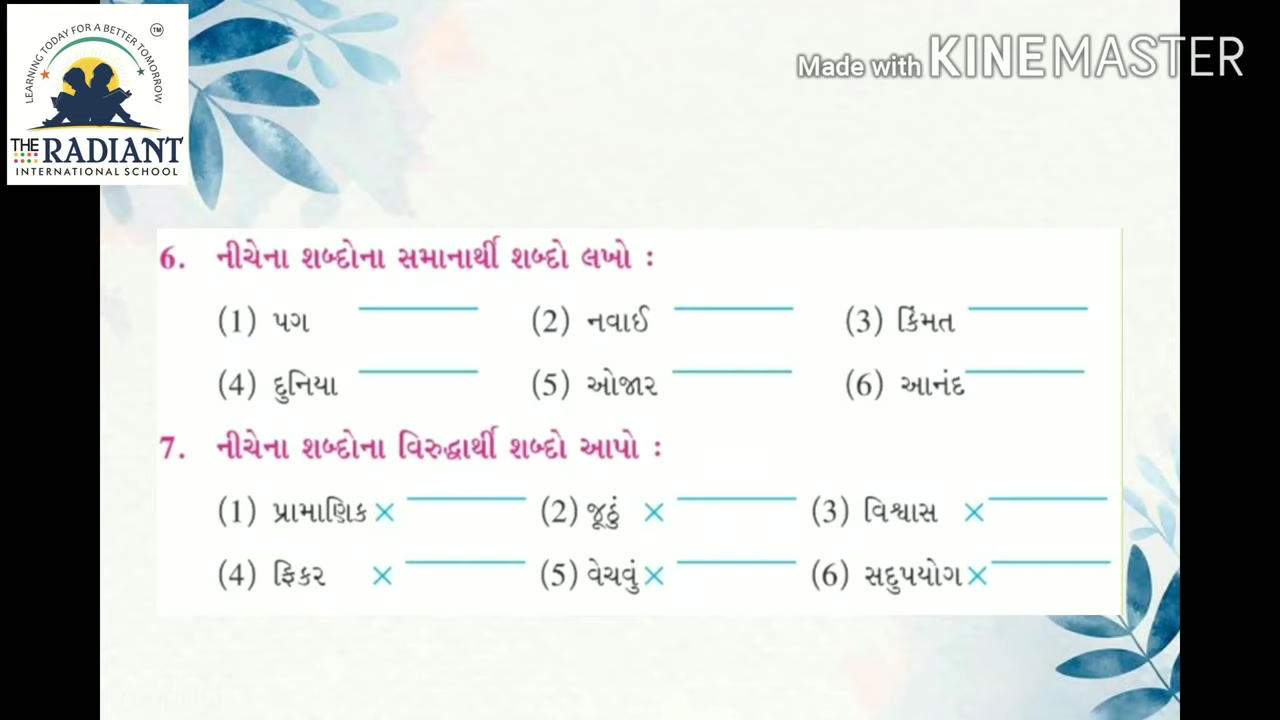 LEARNING TODAY FOR A BETTER TOMORROW
TM
THE RADIANT
INTERNATIONAL SCHOOL
Made with KINEMASTER
6. નીચેના શબ્દોના સમાનાર્થી શબ્દો લખો :
(1) પગ (2) નવાઈ (3) કિંમત
(4) દુનિયા (5) ઓજાર (6) આનંદ
7. નીચેના શબ્દોના વિરુદ્ધાર્થી શબ્દો આપો :
(1) પ્રામાણિક × (2) જૂઠું × (3) વિશ્વાસ ×
(4) ફિકર × (5) વેચવું × (6) સદુપયોગ ×